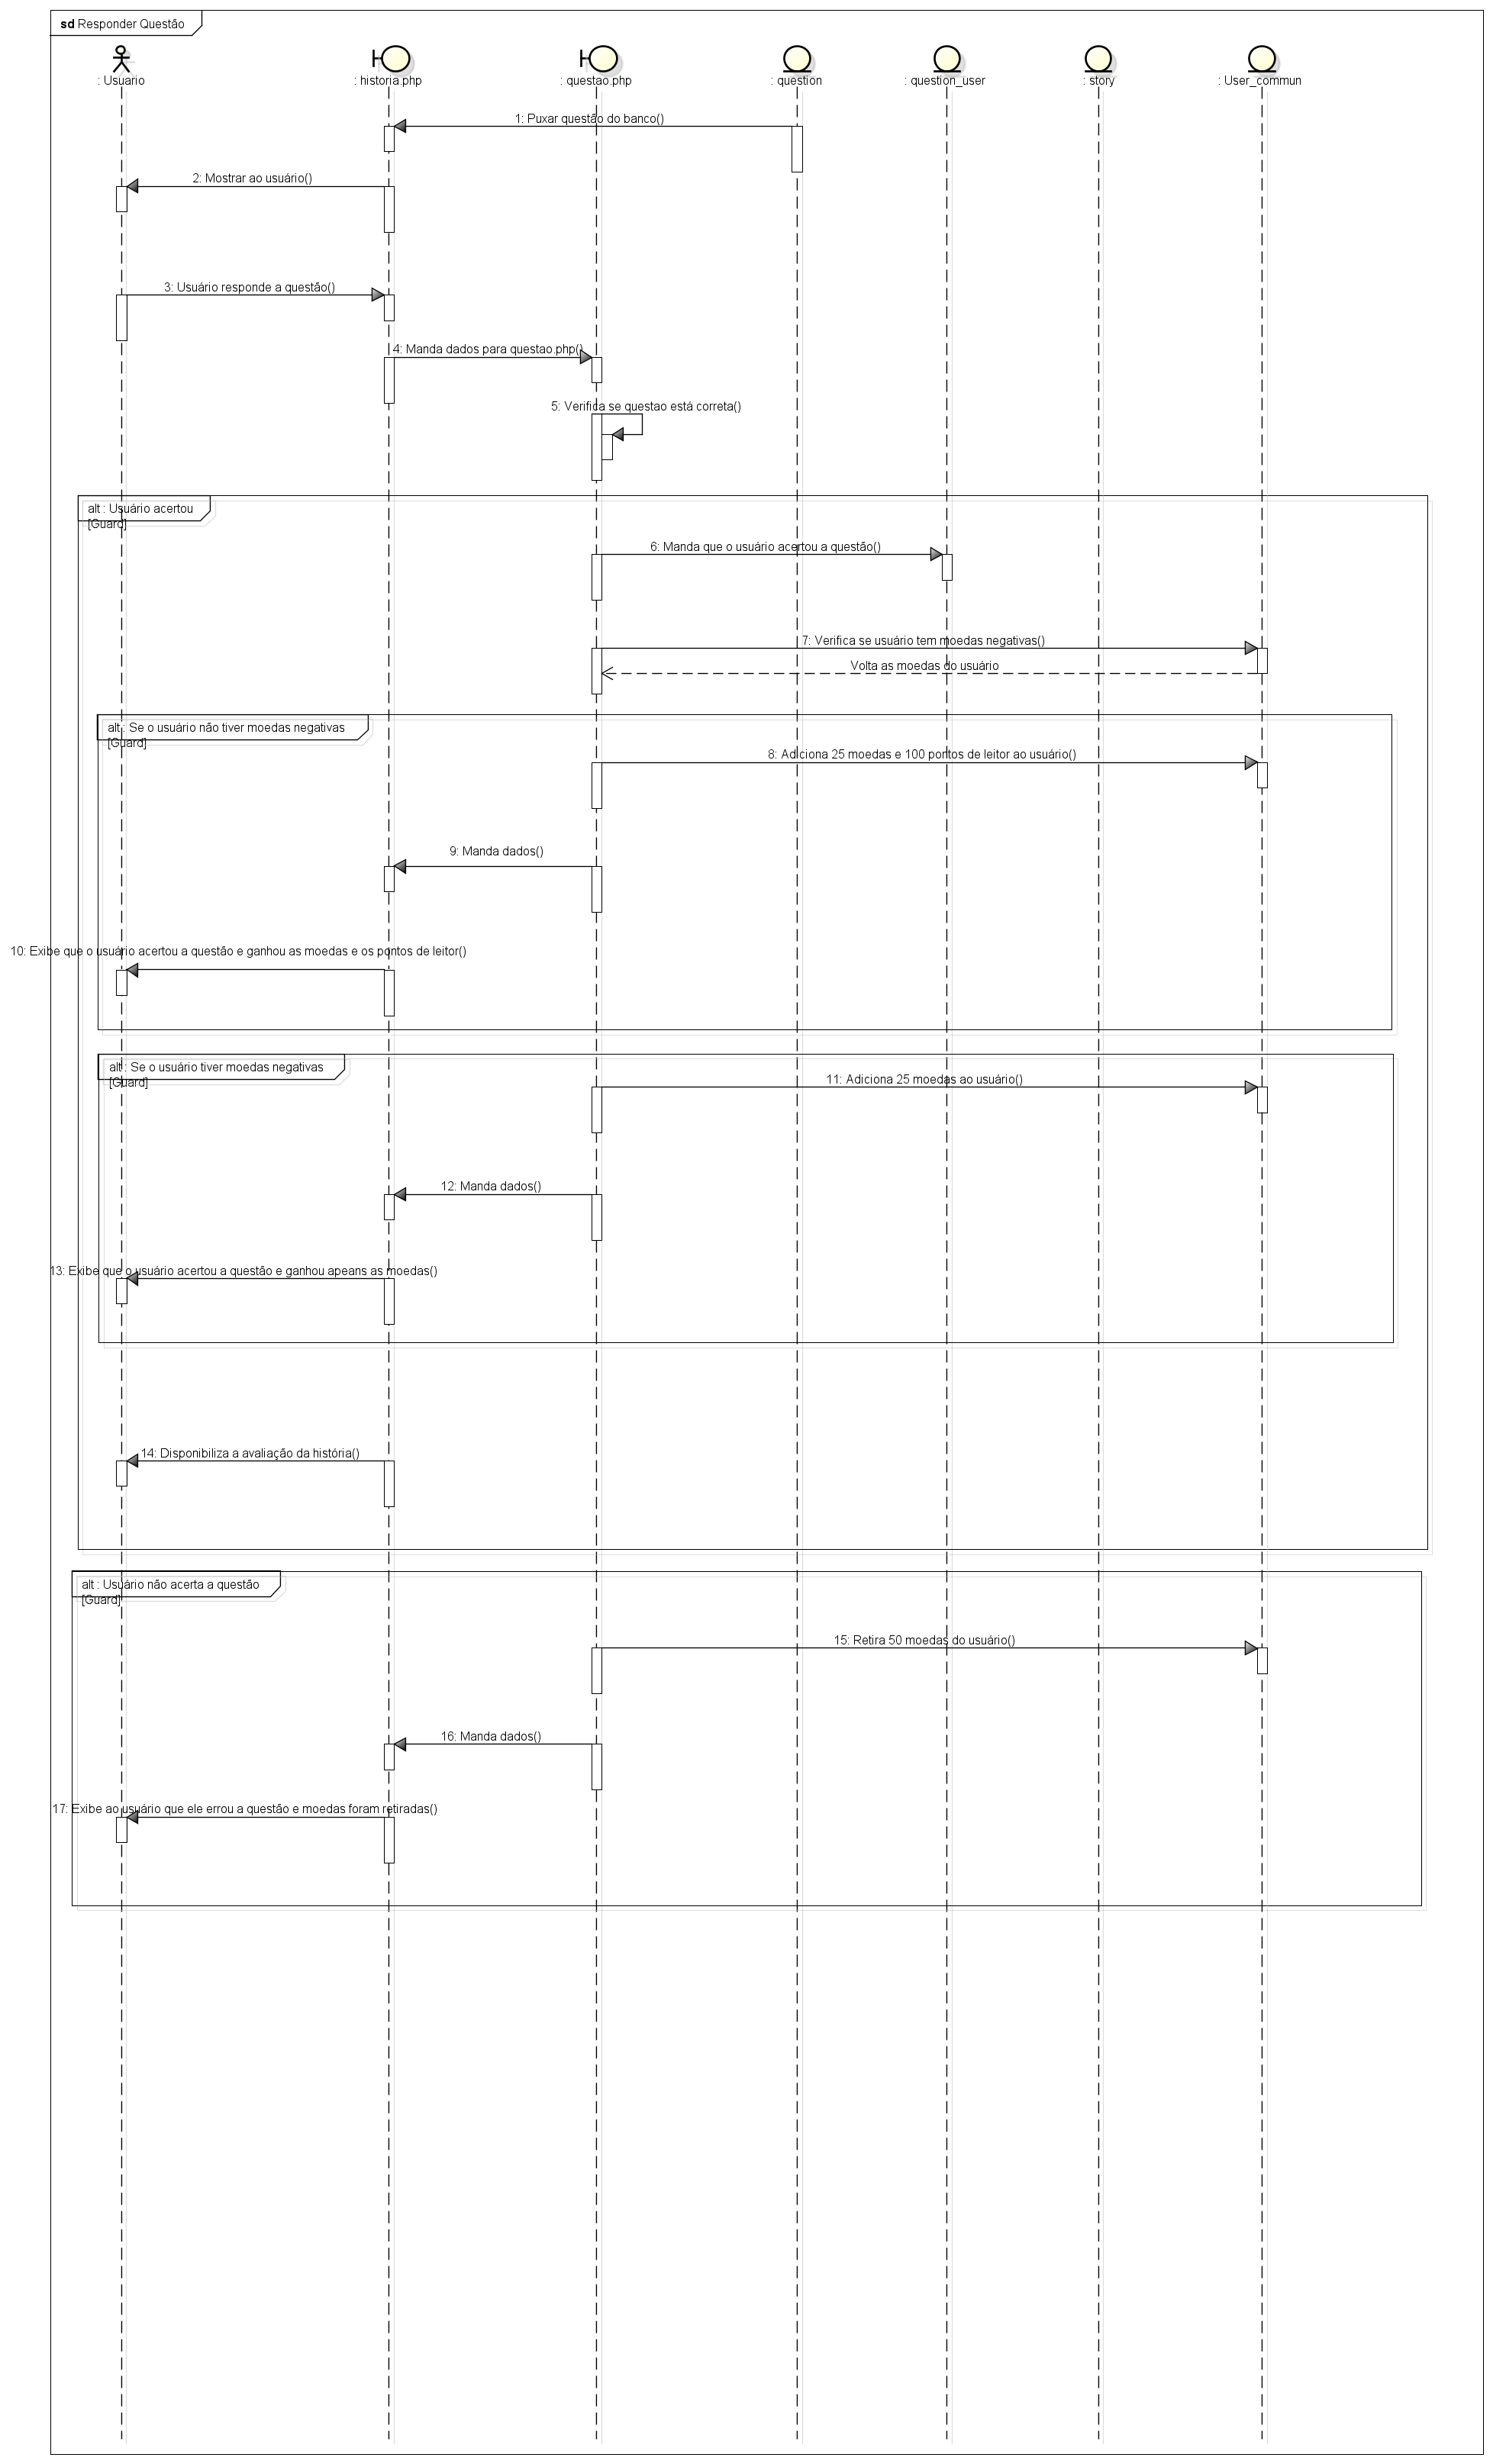 sd Responder Questão
: Usuario
: historia.php
: questao.php
: question
: question_user
: story
: User_commun
1: Puxar questão do banco()
2: Mostrar ao usuário()
3: Usuário responde a questão()
4: Manda dados para questao.php()
5: Verifica se questao está correta()
alt : Usuário acertou
[Guard]
6: Manda que o usuário acertou a questão()
7: Verifica se usuário tem moedas negativas()
Volta as moedas do usuário
alt : Se o usuário não tiver moedas negativas
[Guard]
8: Adiciona 25 moedas e 100 pontos de leitor ao usuário()
9: Manda dados()
10: Exibe que o usuário acertou a questão e ganhou as moedas e os pontos de leitor()
alt : Se o usuário tiver moedas negativas
[Guard]
11: Adiciona 25 moedas ao usuário()
12: Manda dados()
13: Exibe que o usuário acertou a questão e ganhou apeans as moedas()
14: Disponibiliza a avaliação da história()
alt : Usuário não acerta a questão
[Guard]
15: Retira 50 moedas do usuário()
16: Manda dados()
17: Exibe ao usuário que ele errou a questão e moedas foram retiradas()